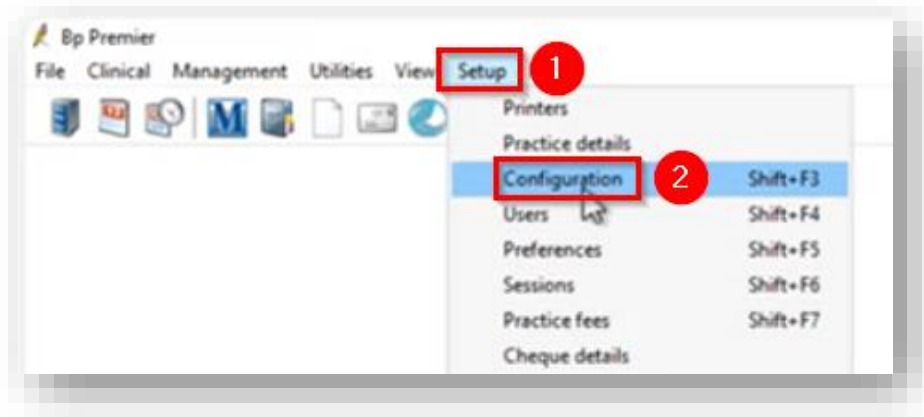 Bp Premier
File Clinical Management Utilities View Setup 1
M
Printers
Practice details
Configuration 2 Shift+F3
Users Shift+F4
Preferences Shift+F5
Sessions Shift+F6
Practice fees Shift+F7
Cheque details